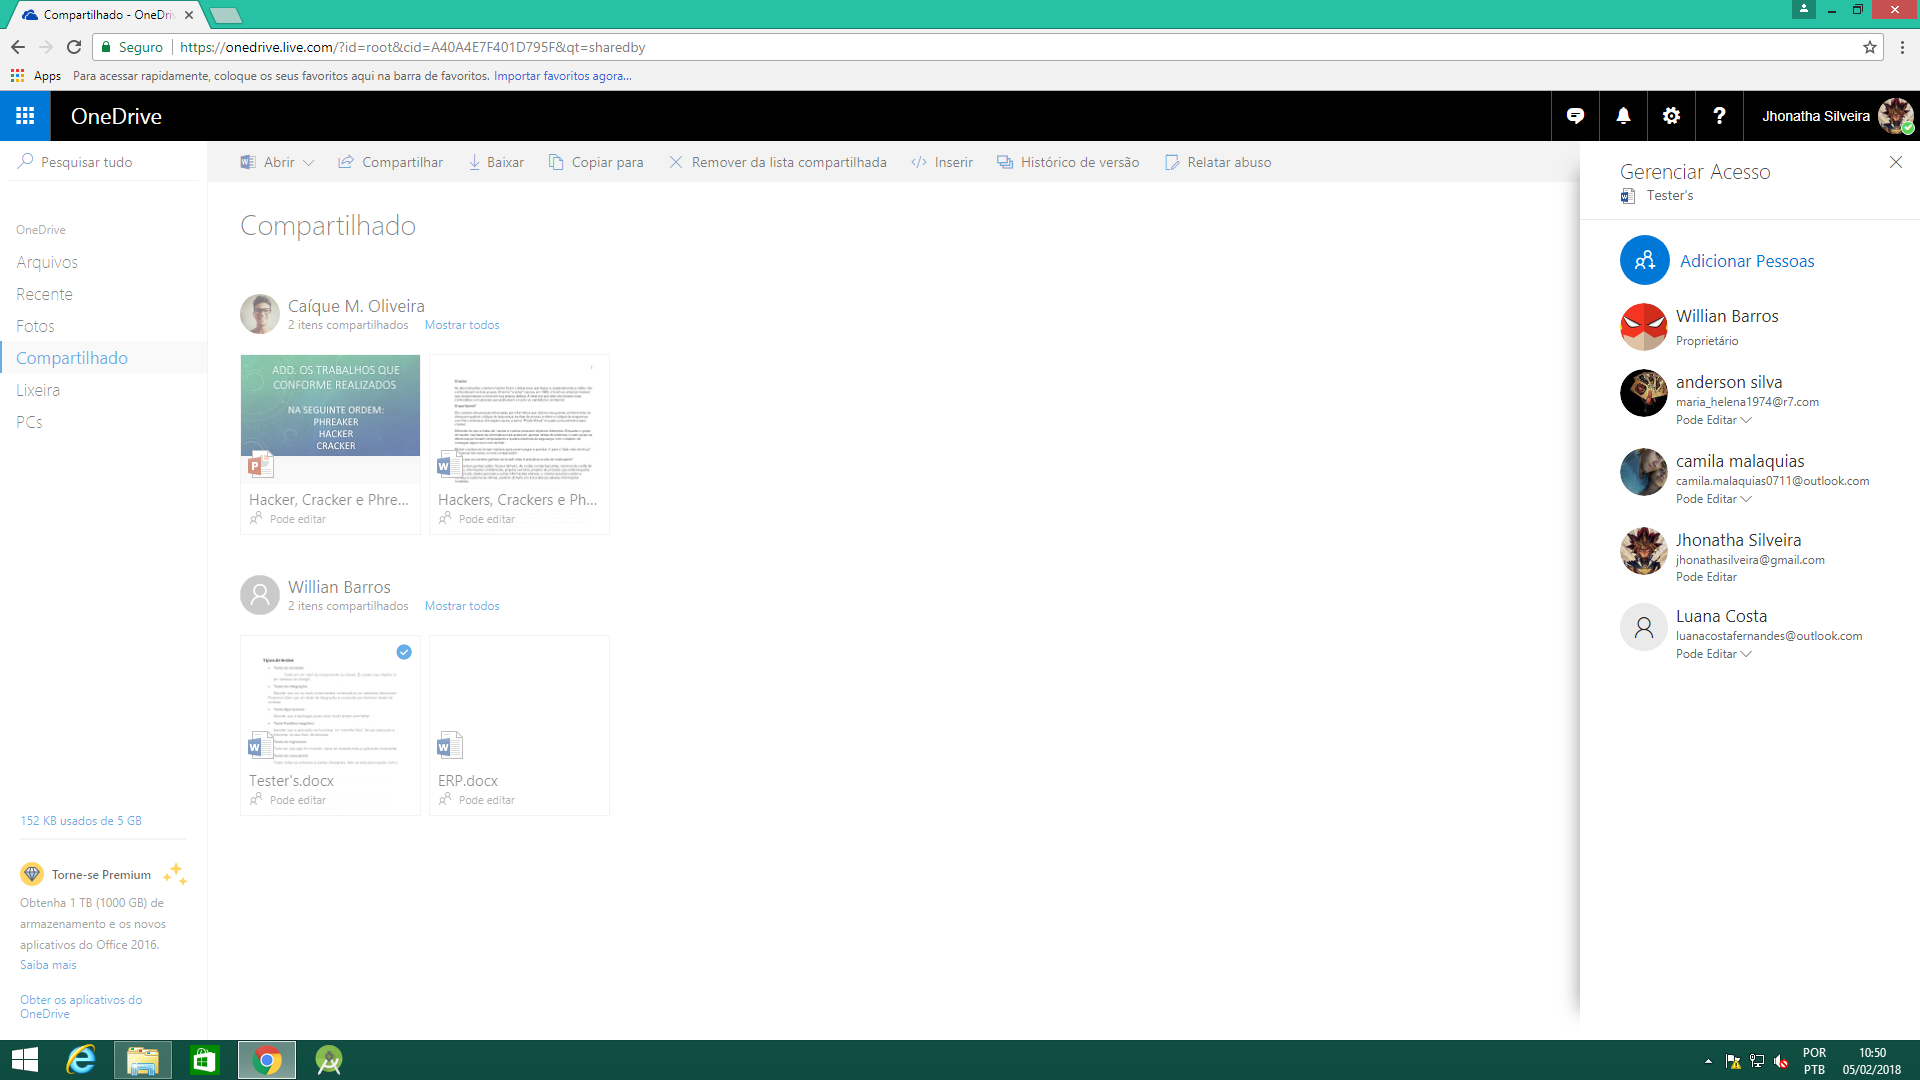 Compartilhado - OneDri
Seguro
https://onedrive.live.com/?id=root&cid=A40A4E7F401D795F&qt=sharedby
Apps
Para acessar rapidamente, coloque os seus favoritos aqui na barra de favoritos.
Importar favoritos agora...
OneDrive
Jhonatha Silveira
Pesquisar tudo
Abrir
Compartilhar
Baixar
Copiar para
Remover da lista compartilhada
Inserir
Histórico de versão
Relatar abuso
OneDrive
Arquivos
Recente
Fotos
Compartilhado
Lixeira
PCs
152 KB usados de 5 GB
Torne-se Premium
Obtenha 1 TB (1000 GB) de
armazenamento e os novos
aplicativos do Office 2016.
Saiba mais
Obter os aplicativos do
OneDrive
Compartilhado
Caíque M. Oliveira
2 itens compartilhados
Mostrar todos
ADD. OS TRABALHOS QUE
CONFORME REALIZADOS
NA SEGUINTE ORDEM:
PHREAKER
HACKER
CRACKER
Hacker, Cracker e Phre...
Pode editar
Hackers, Crackers e Ph...
Pode editar
Willian Barros
2 itens compartilhados
Mostrar todos
Tester's.docx
Pode editar
ERP.docx
Pode editar
Gerenciar Acesso
Tester's
Adicionar Pessoas
Willian Barros
Proprietário
anderson silva
maria_helena1974@r7.com
Pode Editar
camila malaquias
camila.malaquias0711@outlook.com
Pode Editar
Jhonatha Silveira
jhonathasilveira@gmail.com
Pode Editar
Luana Costa
luanacostafernandes@outlook.com
Pode Editar
POR
PTB
10:50
05/02/2018